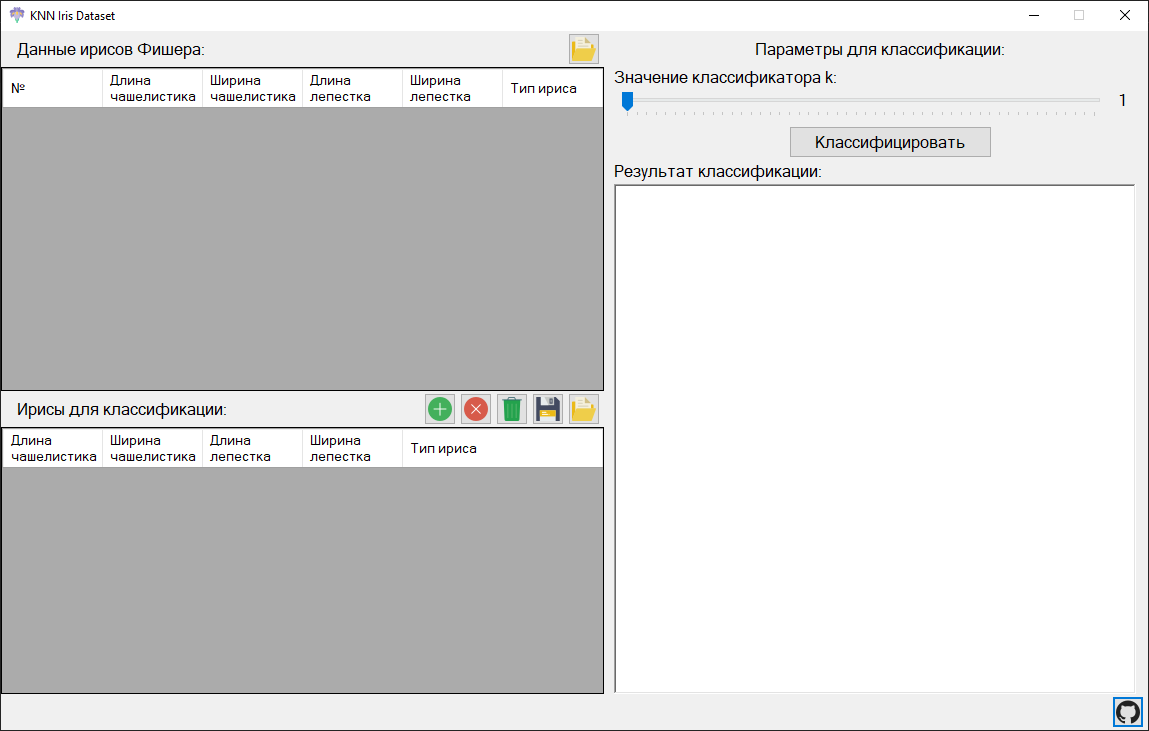 KNN Iris Dataset
Данные ирисов Фишера:
№
Длина
чашелистика
Ширина
чашелистика
Длина
лепестка
Ширина
лепестка
Тип ириса
Ирисы для классификации:
Длина
чашелистика
Ширина
чашелистика
Длина
лепестка
Ширина
лепестка
Тип ириса
Параметры для классификации:
Значение классификатора k:
1
Классифицировать
Результат классификации: